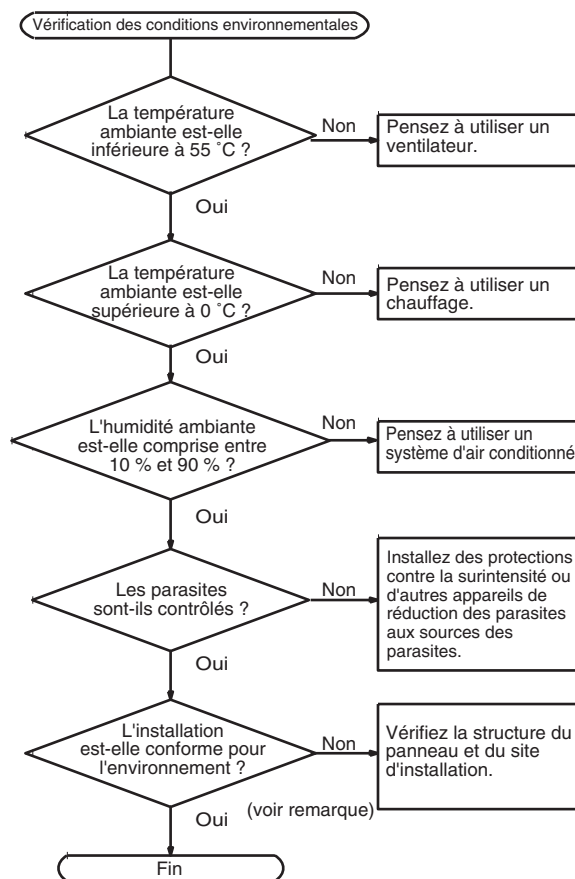 Vérification des conditions environnementales
La température
ambiante est-elle
inférieure à 55 ˚C ?
Non
Pensez à utiliser un
ventilateur.
Oui
La température
ambiante est-elle
supérieure à 0 ˚C ?
Non
Pensez à utiliser un
chauffage.
Oui
L'humidité ambiante
est-elle comprise entre
10 % et 90 % ?
Non
Pensez à utiliser un
système d'air conditionné
Oui
Les parasites
sont-ils contrôlés ?
Non
Installez des protections
contre la surintensité ou
d'autres appareils de
réduction des parasites
aux sources des
parasites.
Oui
L'installation
est-elle conforme pour
l'environnement ?
Non
Vérifiez la structure du
panneau et du site
d'installation.
(voir remarque)
Oui
Fin